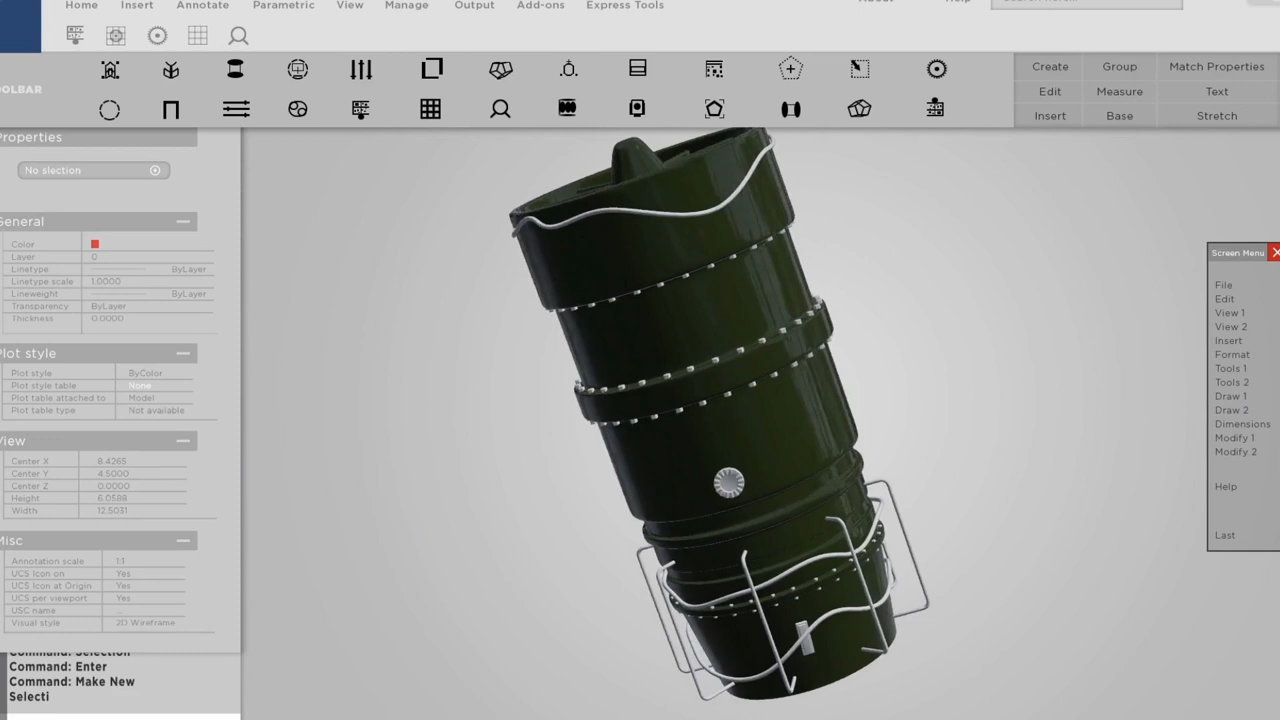 Home Insert Annotate Parametric View Manage Output Add-ons Express Tools About Help Search here...
OOLBAR
Create Group Match Properties
Edit Measure Text
Insert Base Stretch
Properties
No slection
General
Color
Layer 0
Linetype ByLayer
Linetype scale 1.0000
Lineweight ByLayer
Transparency ByLayer
Thickness 0.0000
Plot style
Plot style ByColor
Plot style table None
Plot table attached to Model
Plot table type Not available
View
Center X 8.4265
Center Y 4.5000
Center Z 0.0000
Height 6.0588
Width 12.5031
Misc
Annotation scale 1:1
UCS Icon on Yes
UCS Icon at Origin Yes
UCS per viewport Yes
USC name ...
Visual style 2D Wireframe
Command: Selection
Command: Enter
Command: Make New
Selecti
Screen Menu
File
Edit
View 1
View 2
Insert
Format
Tools 1
Tools 2
Draw 1
Draw 2
Dimensions
Modify 1
Modify 2
Help
Last